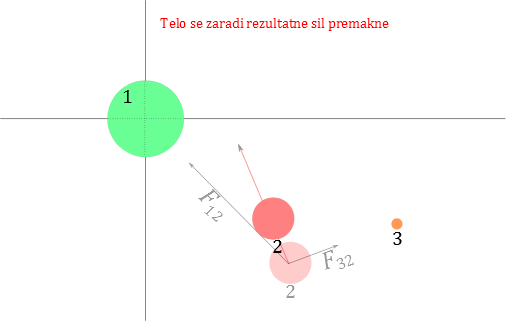 Telo se zaradi rezultatne sil premakne
1
F12
2
3
F32
2